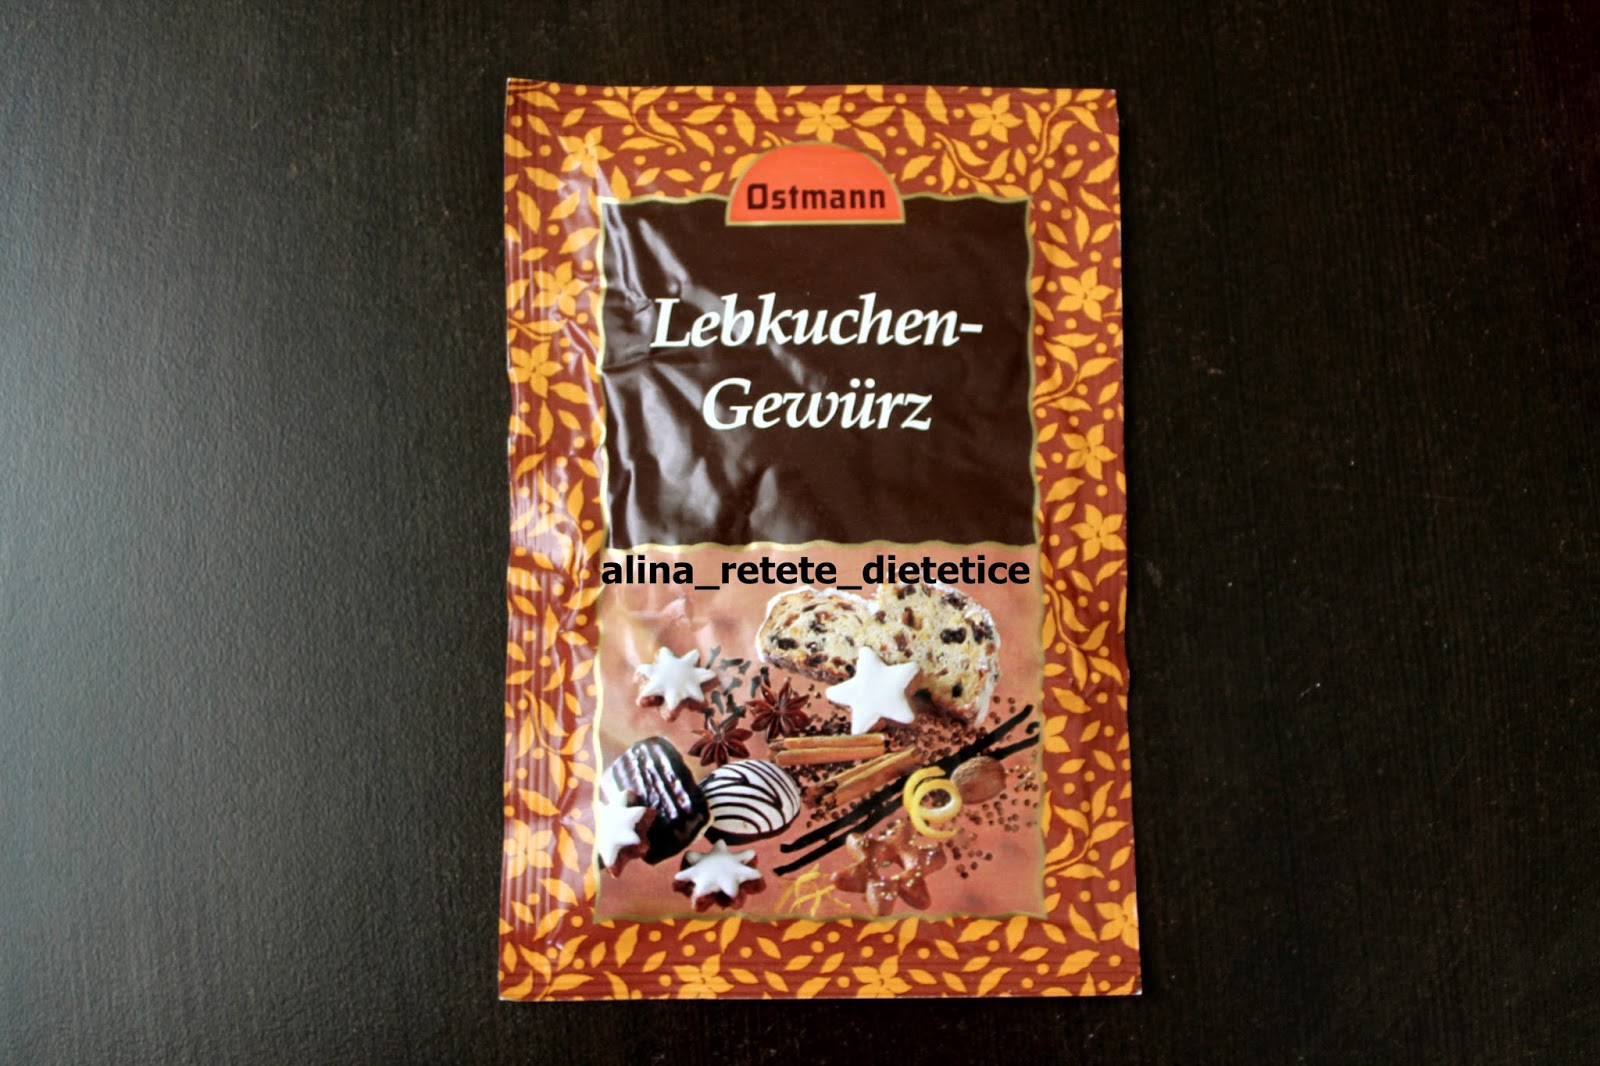 Ostmann
Lebkuchen-
Gewürz
alina_retete_dietetice